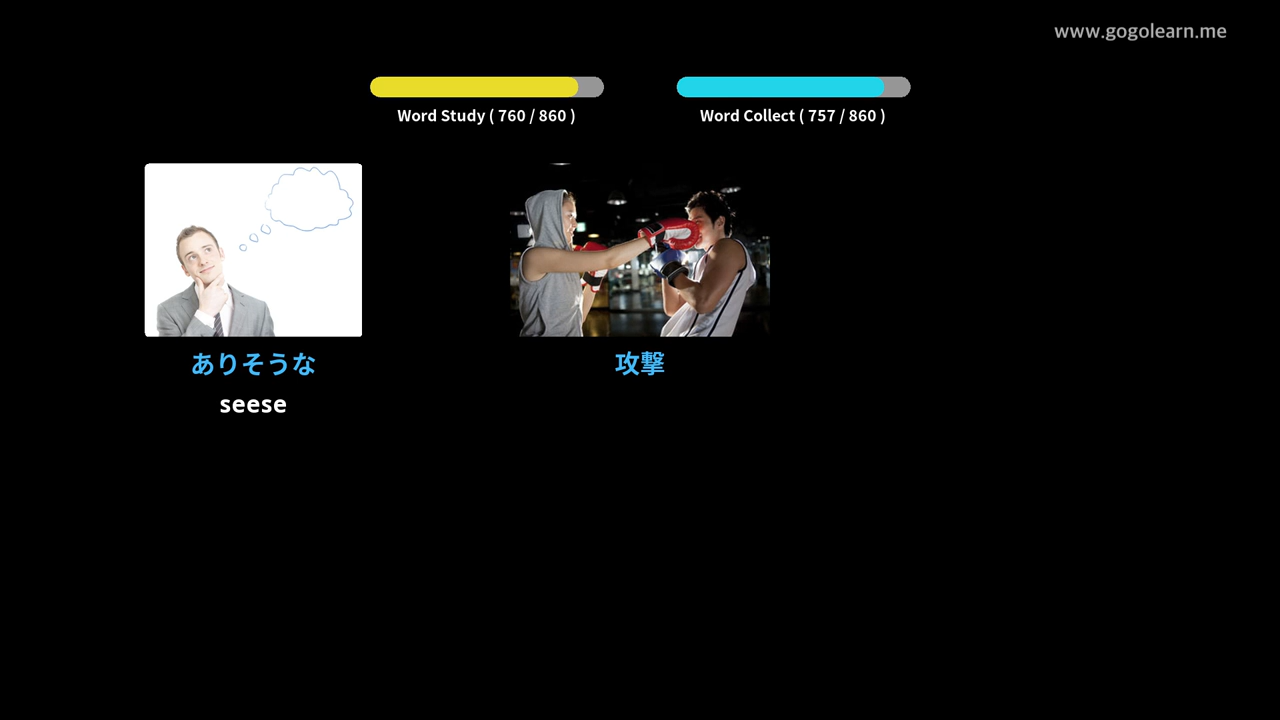 www.gogolearn.me
Word Study ( 760 / 860 )
Word Collect ( 757 / 860 )
ありそうな
seese
攻撃